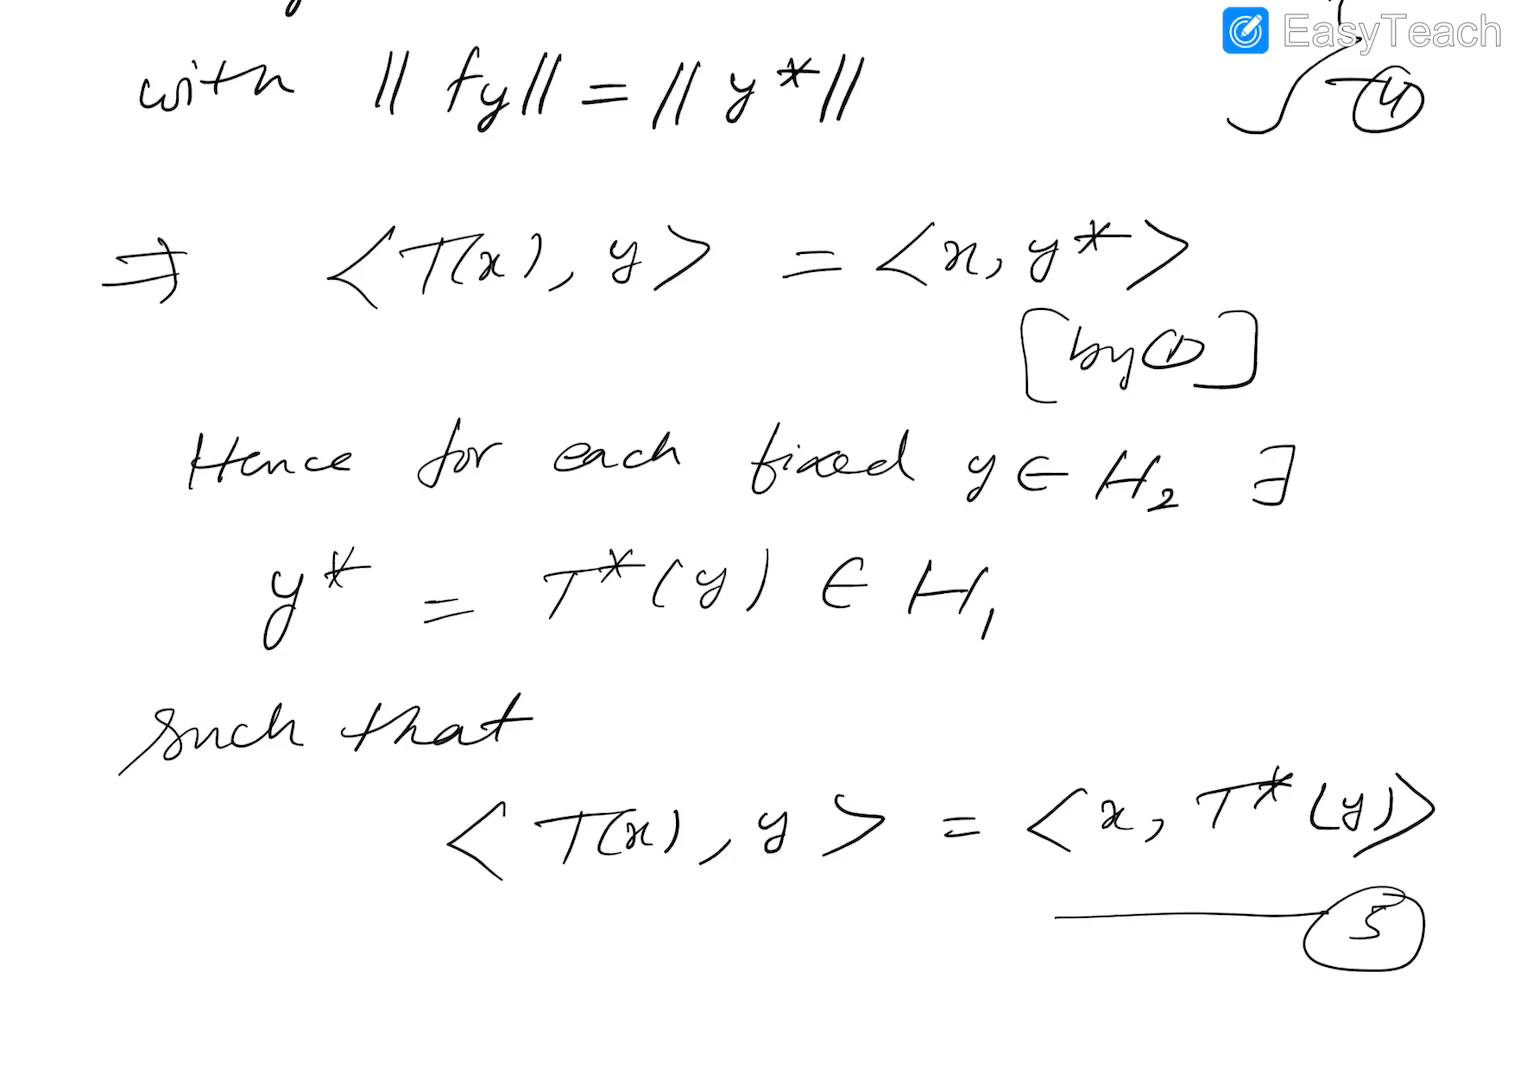 EasyTeach
with || fy || = || y* || 4
⇒ < T(x), y > = < x, y* >
[by ①]
Hence for each fixed y ∈ H₂ ∃
y* = T*(y) ∈ H₁
such that
< T(x), y > = < x, T*(y) >
5